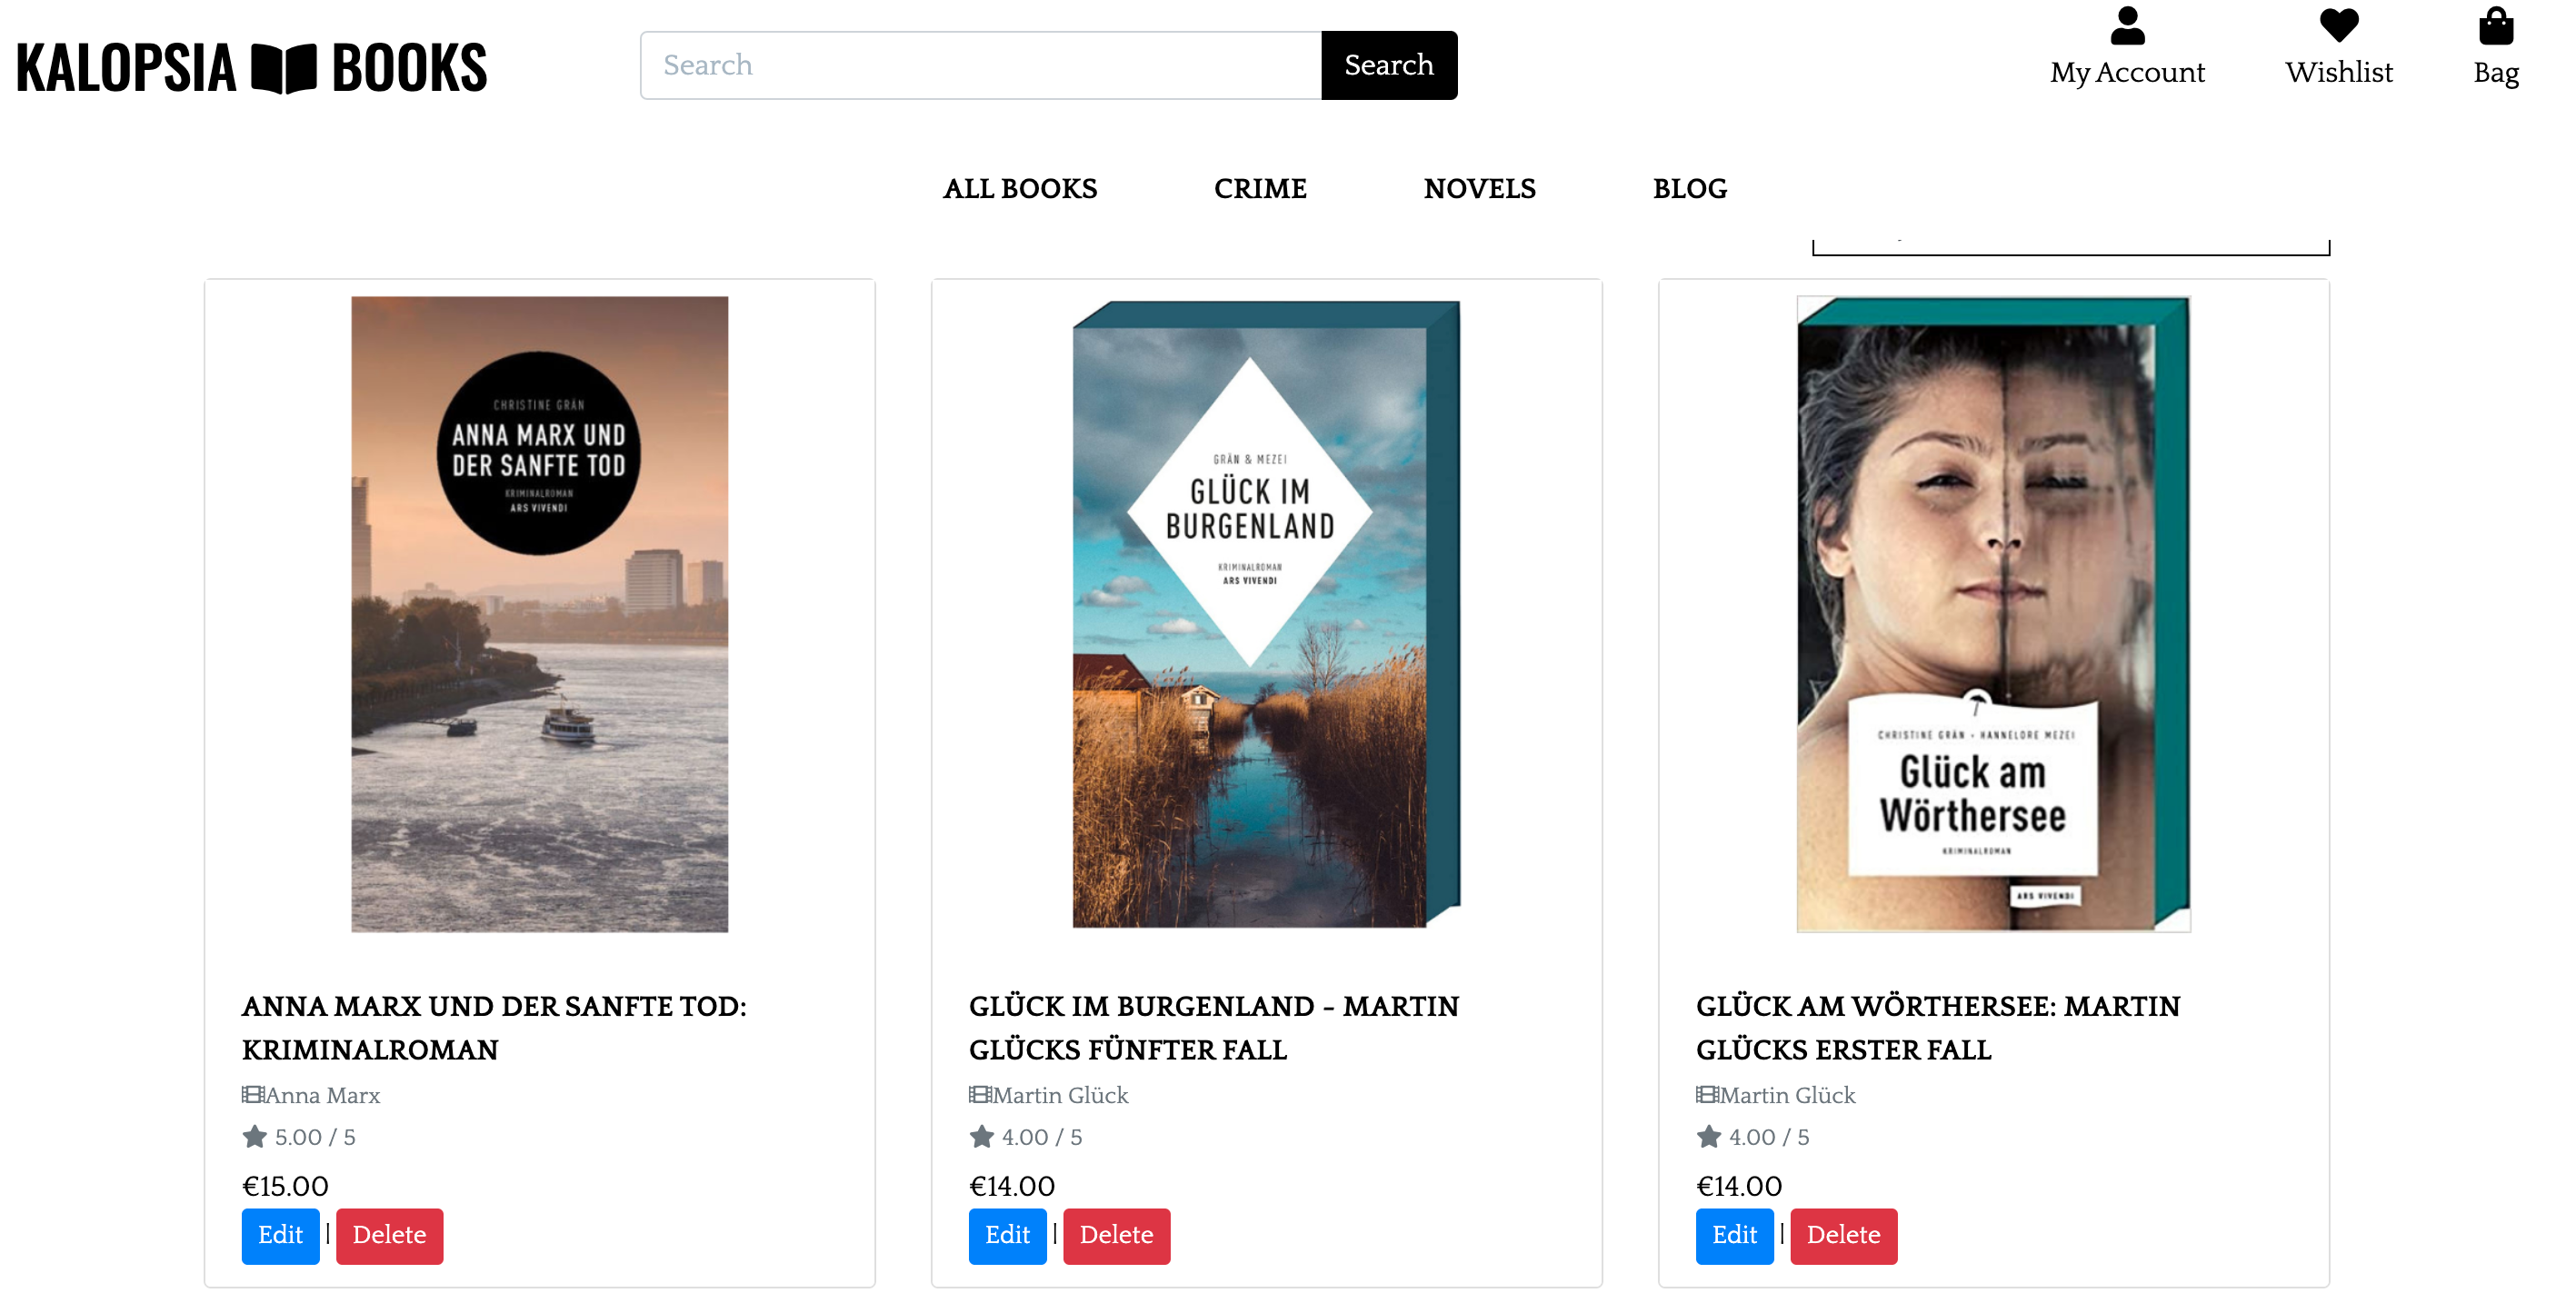 KALOPSIA BOOKS
Search
Search
My Account
Wishlist
Bag
ALL BOOKS
CRIME
NOVELS
BLOG
CHRISTINE GRÄN
ANNA MARX UND
DER SANFTE TOD
KRIMINALROMAN
ARS VIVENDI
GRÄN & MEZEI
GLÜCK IM
BURGENLAND
KRIMINALROMAN
ARS VIVENDI
CHRISTINE GRÄN • HANNELORE MEZEI
Glück am
Wörthersee
KRIMINALROMAN
ARS VIVENDI
ANNA MARX UND DER SANFTE TOD:
KRIMINALROMAN
Anna Marx
5.00 / 5
€15.00
Edit | Delete
GLÜCK IM BURGENLAND - MARTIN
GLÜCKS FÜNFTER FALL
Martin Glück
4.00 / 5
€14.00
Edit | Delete
GLÜCK AM WÖRTHERSEE: MARTIN
GLÜCKS ERSTER FALL
Martin Glück
4.00 / 5
€14.00
Edit | Delete